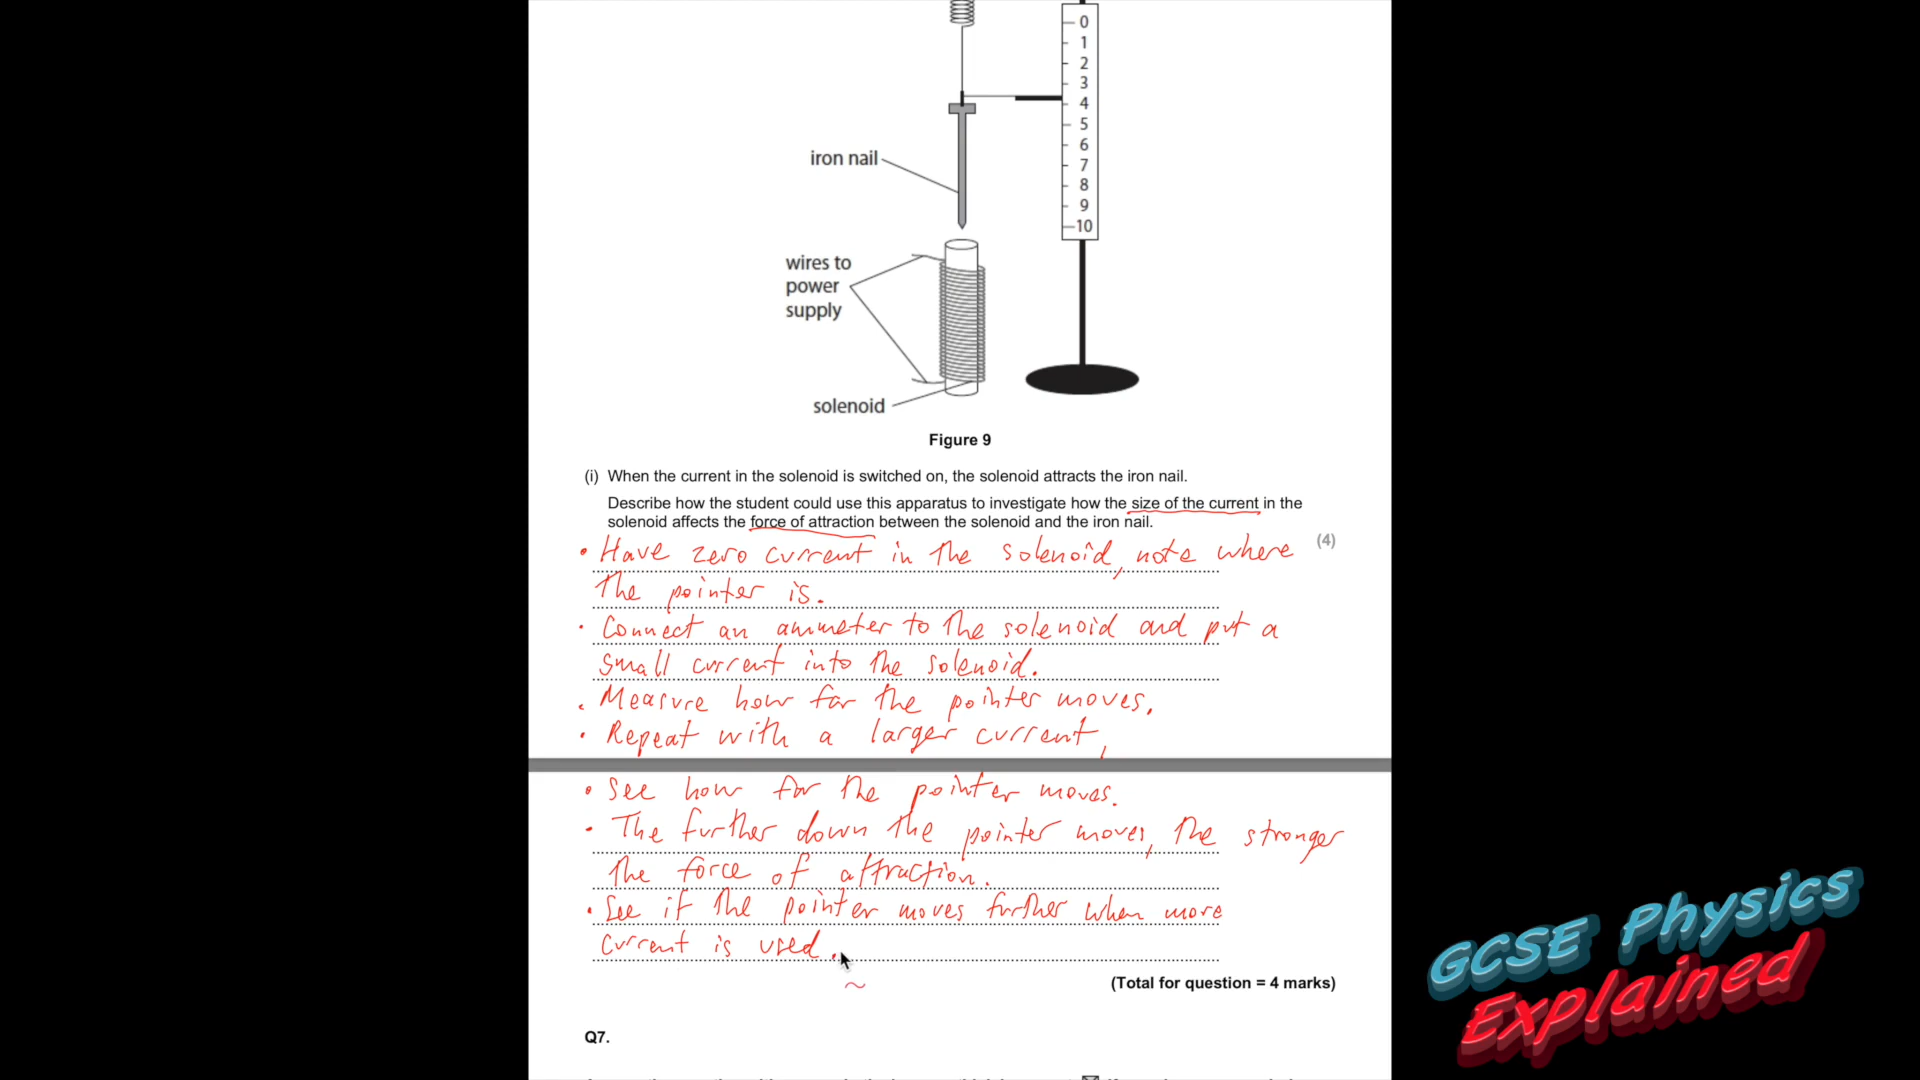 0
1
2
3
4
5
6
7
8
9
10
iron nail
wires to
power
supply
solenoid
Figure 9
(i) When the current in the solenoid is switched on, the solenoid attracts the iron nail.
Describe how the student could use this apparatus to investigate how the size of the current in the
solenoid affects the force of attraction between the solenoid and the iron nail.
(4)
• Have zero current in the solenoid, note where
the pointer is.
• Connect an ammeter to the solenoid and put a
small current into the solenoid.
• Measure how far the pointer moves.
• Repeat with a larger current,
• See how far the pointer moves.
• The further down the pointer moves, the stronger
the force of attraction.
• See if the pointer moves further when more
current is used.
(Total for question = 4 marks)
Q7.
GCSE Physics
Explained